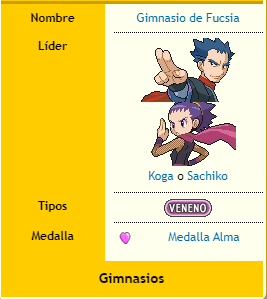 Nombre Gimnasio de Fucsia
Líder
Koga o Sachiko
Tipos VENENO
Medalla Medalla Alma
Gimnasios